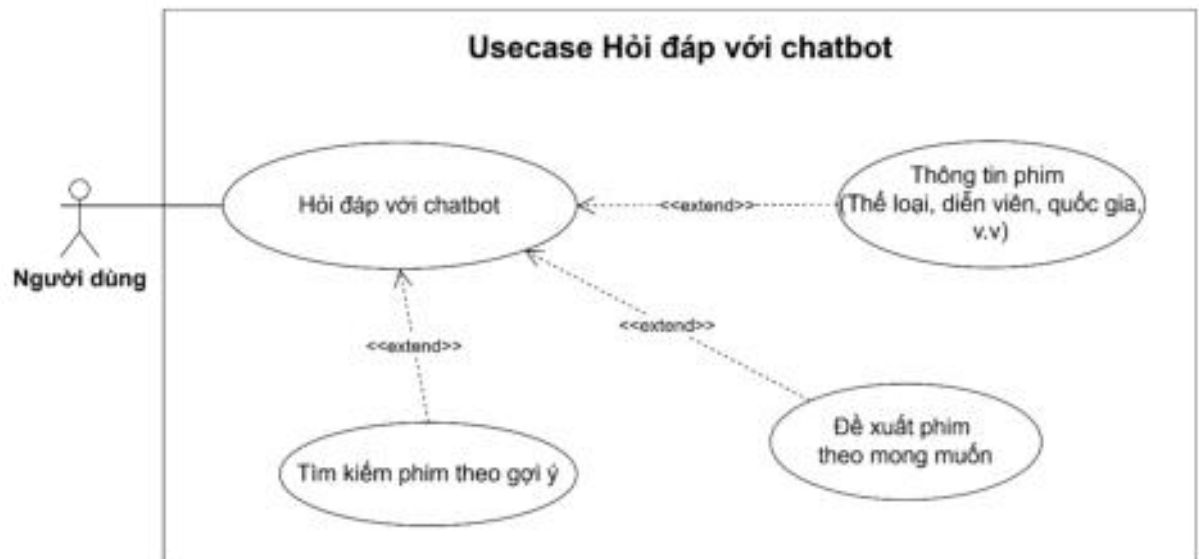 Usecase Hỏi đáp với chatbot
Hỏi đáp với chatbot
<<extend>>
Thông tin phim
(Thể loại, diễn viên, quốc gia,
v.v)
Người dùng
<<extend>>
<<extend>>
Tìm kiếm phim theo gợi ý
Đề xuất phim
theo mong muốn